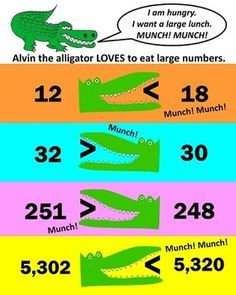 I am hungry.
I want a large lunch.
MUNCH! MUNCH!
Alvin the alligator LOVES to eat large numbers.
12 < 18
Munch! Munch!
Munch!
32 > 30
251 > 248
Munch!
Munch! Munch!
5,302 < 5,320